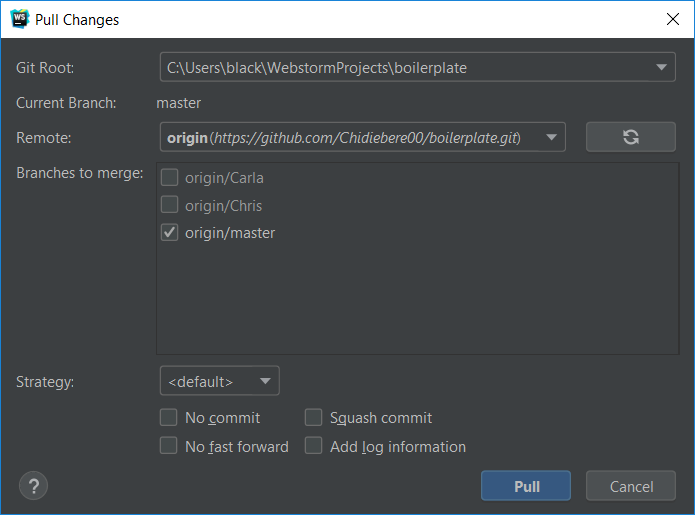 WS Pull Changes
Git Root: C:\Users\black\WebstormProjects\boilerplate
Current Branch: master
Remote: origin(https://github.com/Chidiebere00/boilerplate.git)
Branches to merge: origin/Carla
origin/Chris
origin/master
Strategy: <default>
No commit Squash commit
No fast forward Add log information
? Pull Cancel